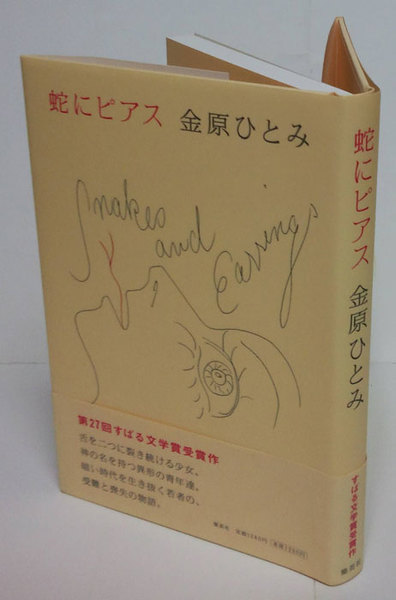 蛇にピアス 金原ひとみ
Snakes
and
Earrings
第27回すばる文学賞受賞作
舌を二つに裂き続ける少女、
神の名を持つ異形の青年達。
暗い時代を生き抜く若者の、
受難と喪失の物語。
集英社
蛇にピアス 金原ひとみ
すばる文学賞受賞作
集英社